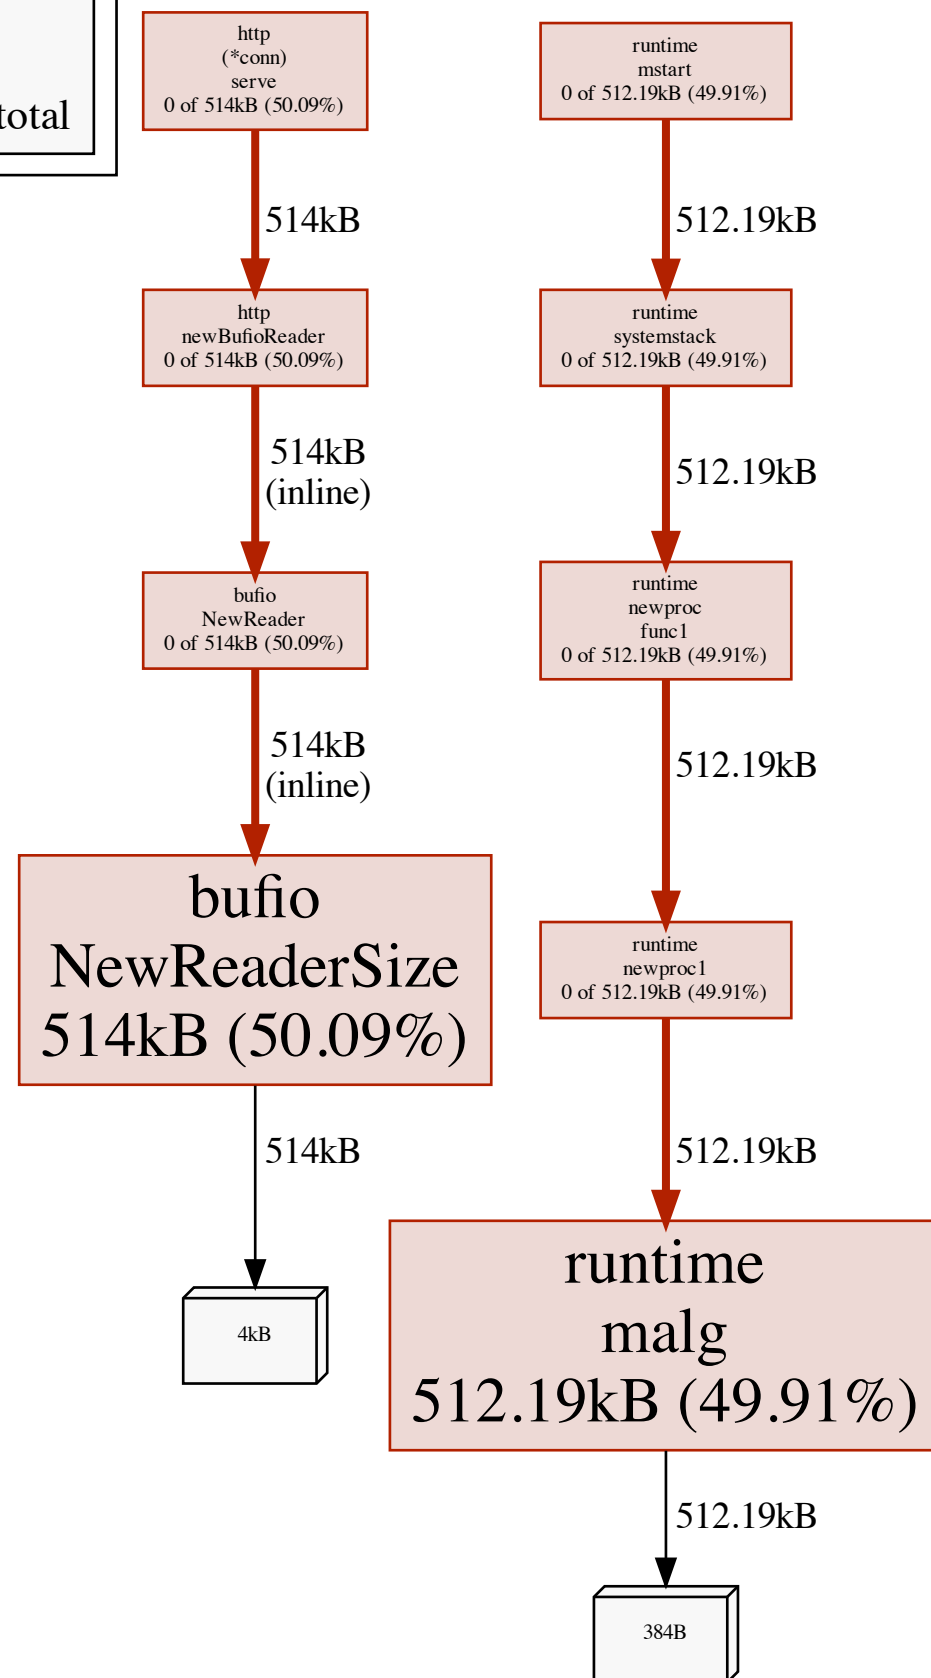 total
http
(*conn)
serve
0 of 514kB (50.09%)
514kB
http
newBufioReader
0 of 514kB (50.09%)
514kB
(inline)
bufio
NewReader
0 of 514kB (50.09%)
514kB
(inline)
bufio
NewReaderSize
514kB (50.09%)
514kB
4kB
runtime
mstart
0 of 512.19kB (49.91%)
512.19kB
runtime
systemstack
0 of 512.19kB (49.91%)
512.19kB
runtime
newproc
func1
0 of 512.19kB (49.91%)
512.19kB
runtime
newproc1
0 of 512.19kB (49.91%)
512.19kB
runtime
malg
512.19kB (49.91%)
512.19kB
384B